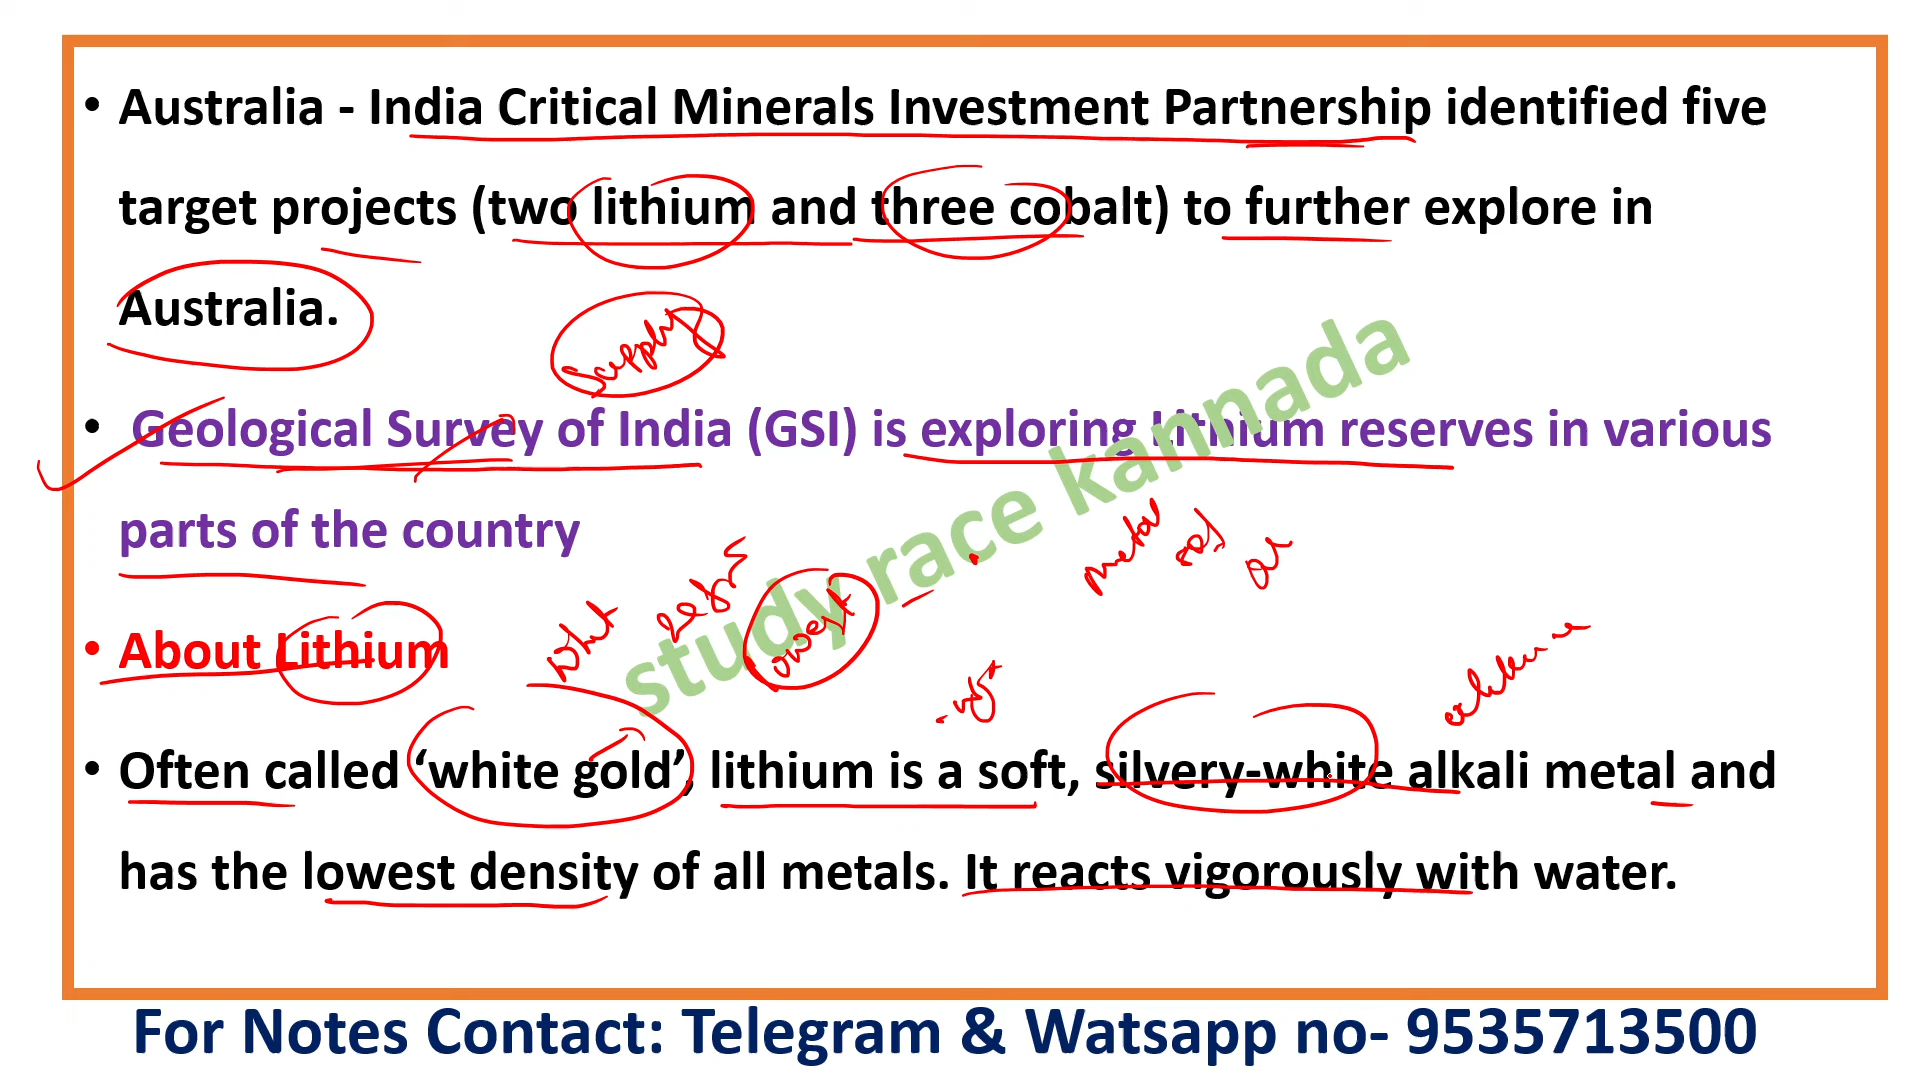 • Australia - India Critical Minerals Investment Partnership identified five
target projects (two lithium and three cobalt) to further explore in
Australia.
supply
• Geological Survey of India (GSI) is exploring Lithium reserves in various
parts of the country
metal
• About Lithium
lowest
study race kannada
• Often called ‘white gold’, lithium is a soft, silvery-white alkali metal and
has the lowest density of all metals. It reacts vigorously with water.
For Notes Contact: Telegram & Watsapp no- 9535713500